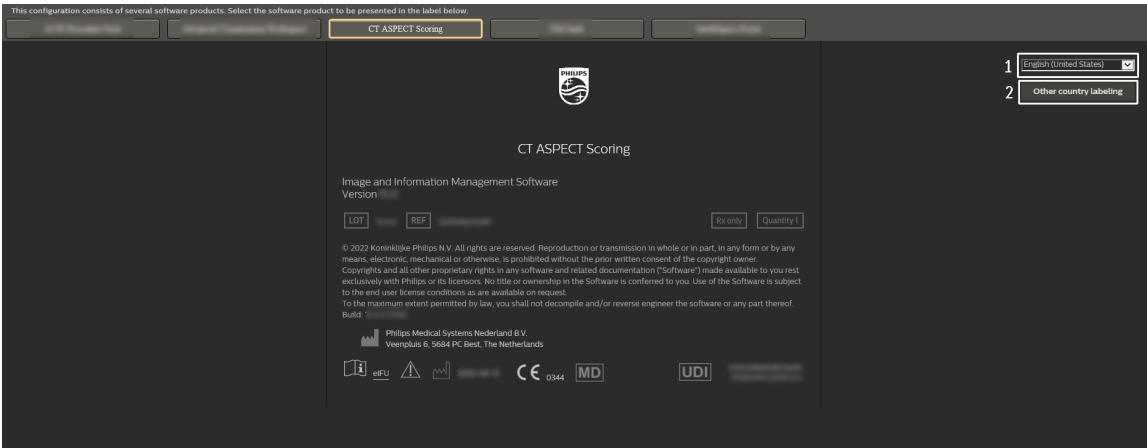 This configuration consists of several software products. Select the software product to be presented in the label below.
CT ASPECT Scoring
1 English (United States)
2 Other country labeling
PHILIPS
CT ASPECT Scoring
Image and Information Management Software
Version
LOT REF Rx only Quantity 1
© 2022 Koninklijke Philips N.V. All rights are reserved. Reproduction or transmission in whole or in part, in any form or by any
means, electronic, mechanical or otherwise, is prohibited without the prior written consent of the copyright owner.
Copyrights and all other proprietary rights in any software and related documentation ("Software") made available to you rest
exclusively with Philips or its licensors. No title or ownership in the Software is conferred to you. Use of the Software is subject
to the end user license conditions as are available on request.
To the maximum extent permitted by law, you shall not decompile and/or reverse engineer the software or any part thereof.
Build:
Philips Medical Systems Nederland B.V.
Veenpluis 6, 5684 PC Best, The Netherlands
eIFU CE 0344 MD UDI